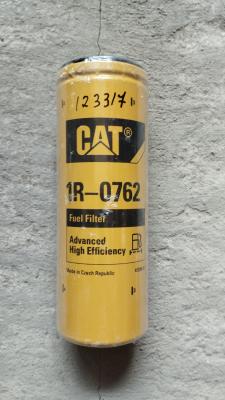 123317
CAT®
1R-0762
Fuel Filter
Advanced
High Efficiency
Made in Czech Republic